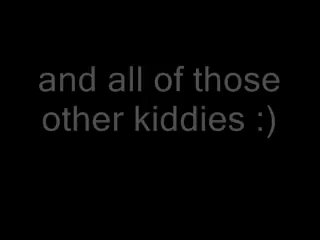 and all of those
other kiddies :)